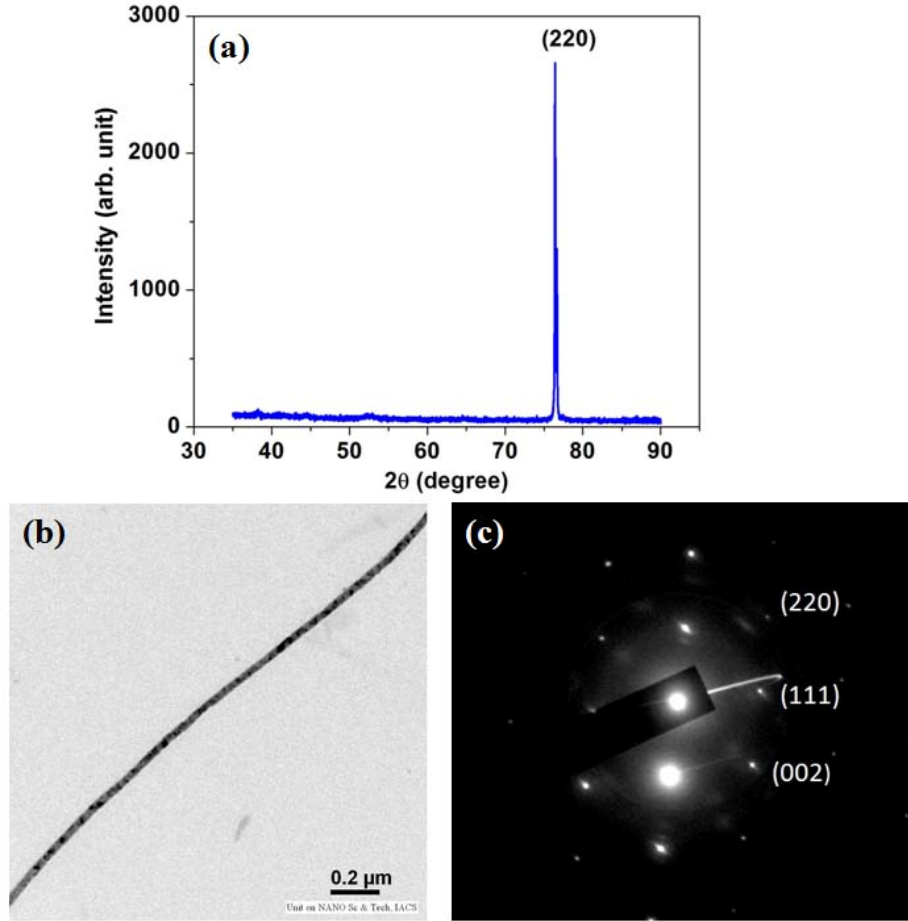 (a)
(220)
3000
2000
1000
0
Intensity (arb. unit)
30 40 50 60 70 80 90
2θ (degree)
(b)
0.2 µm
Unit on NANO Sc & Tech, IACS
(c)
(220)
(111)
(002)